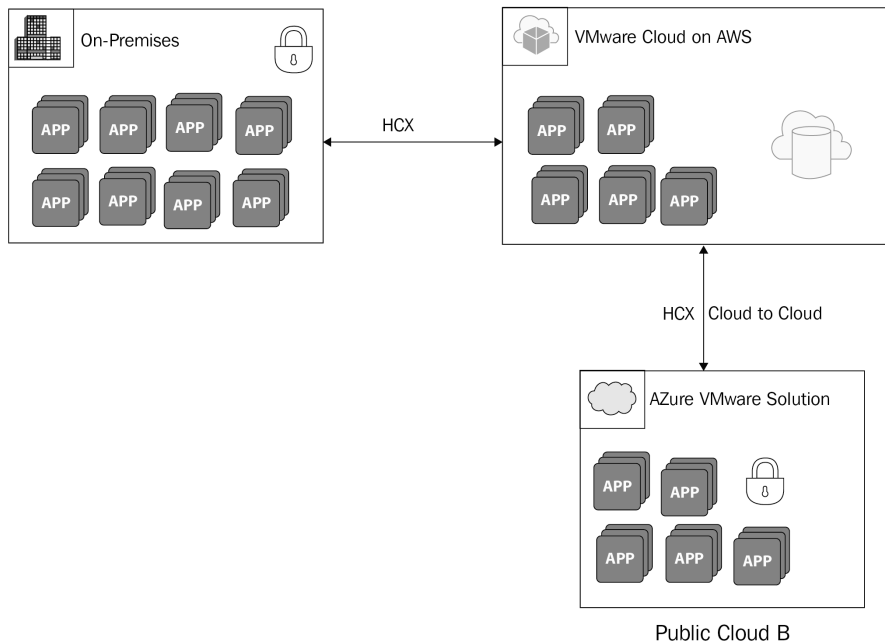 On-Premises
APP APP APP APP
APP APP APP APP
HCX
VMware Cloud on AWS
APP APP
APP APP APP
HCX Cloud to Cloud
AZure VMware Solution
APP APP
APP APP APP
Public Cloud B